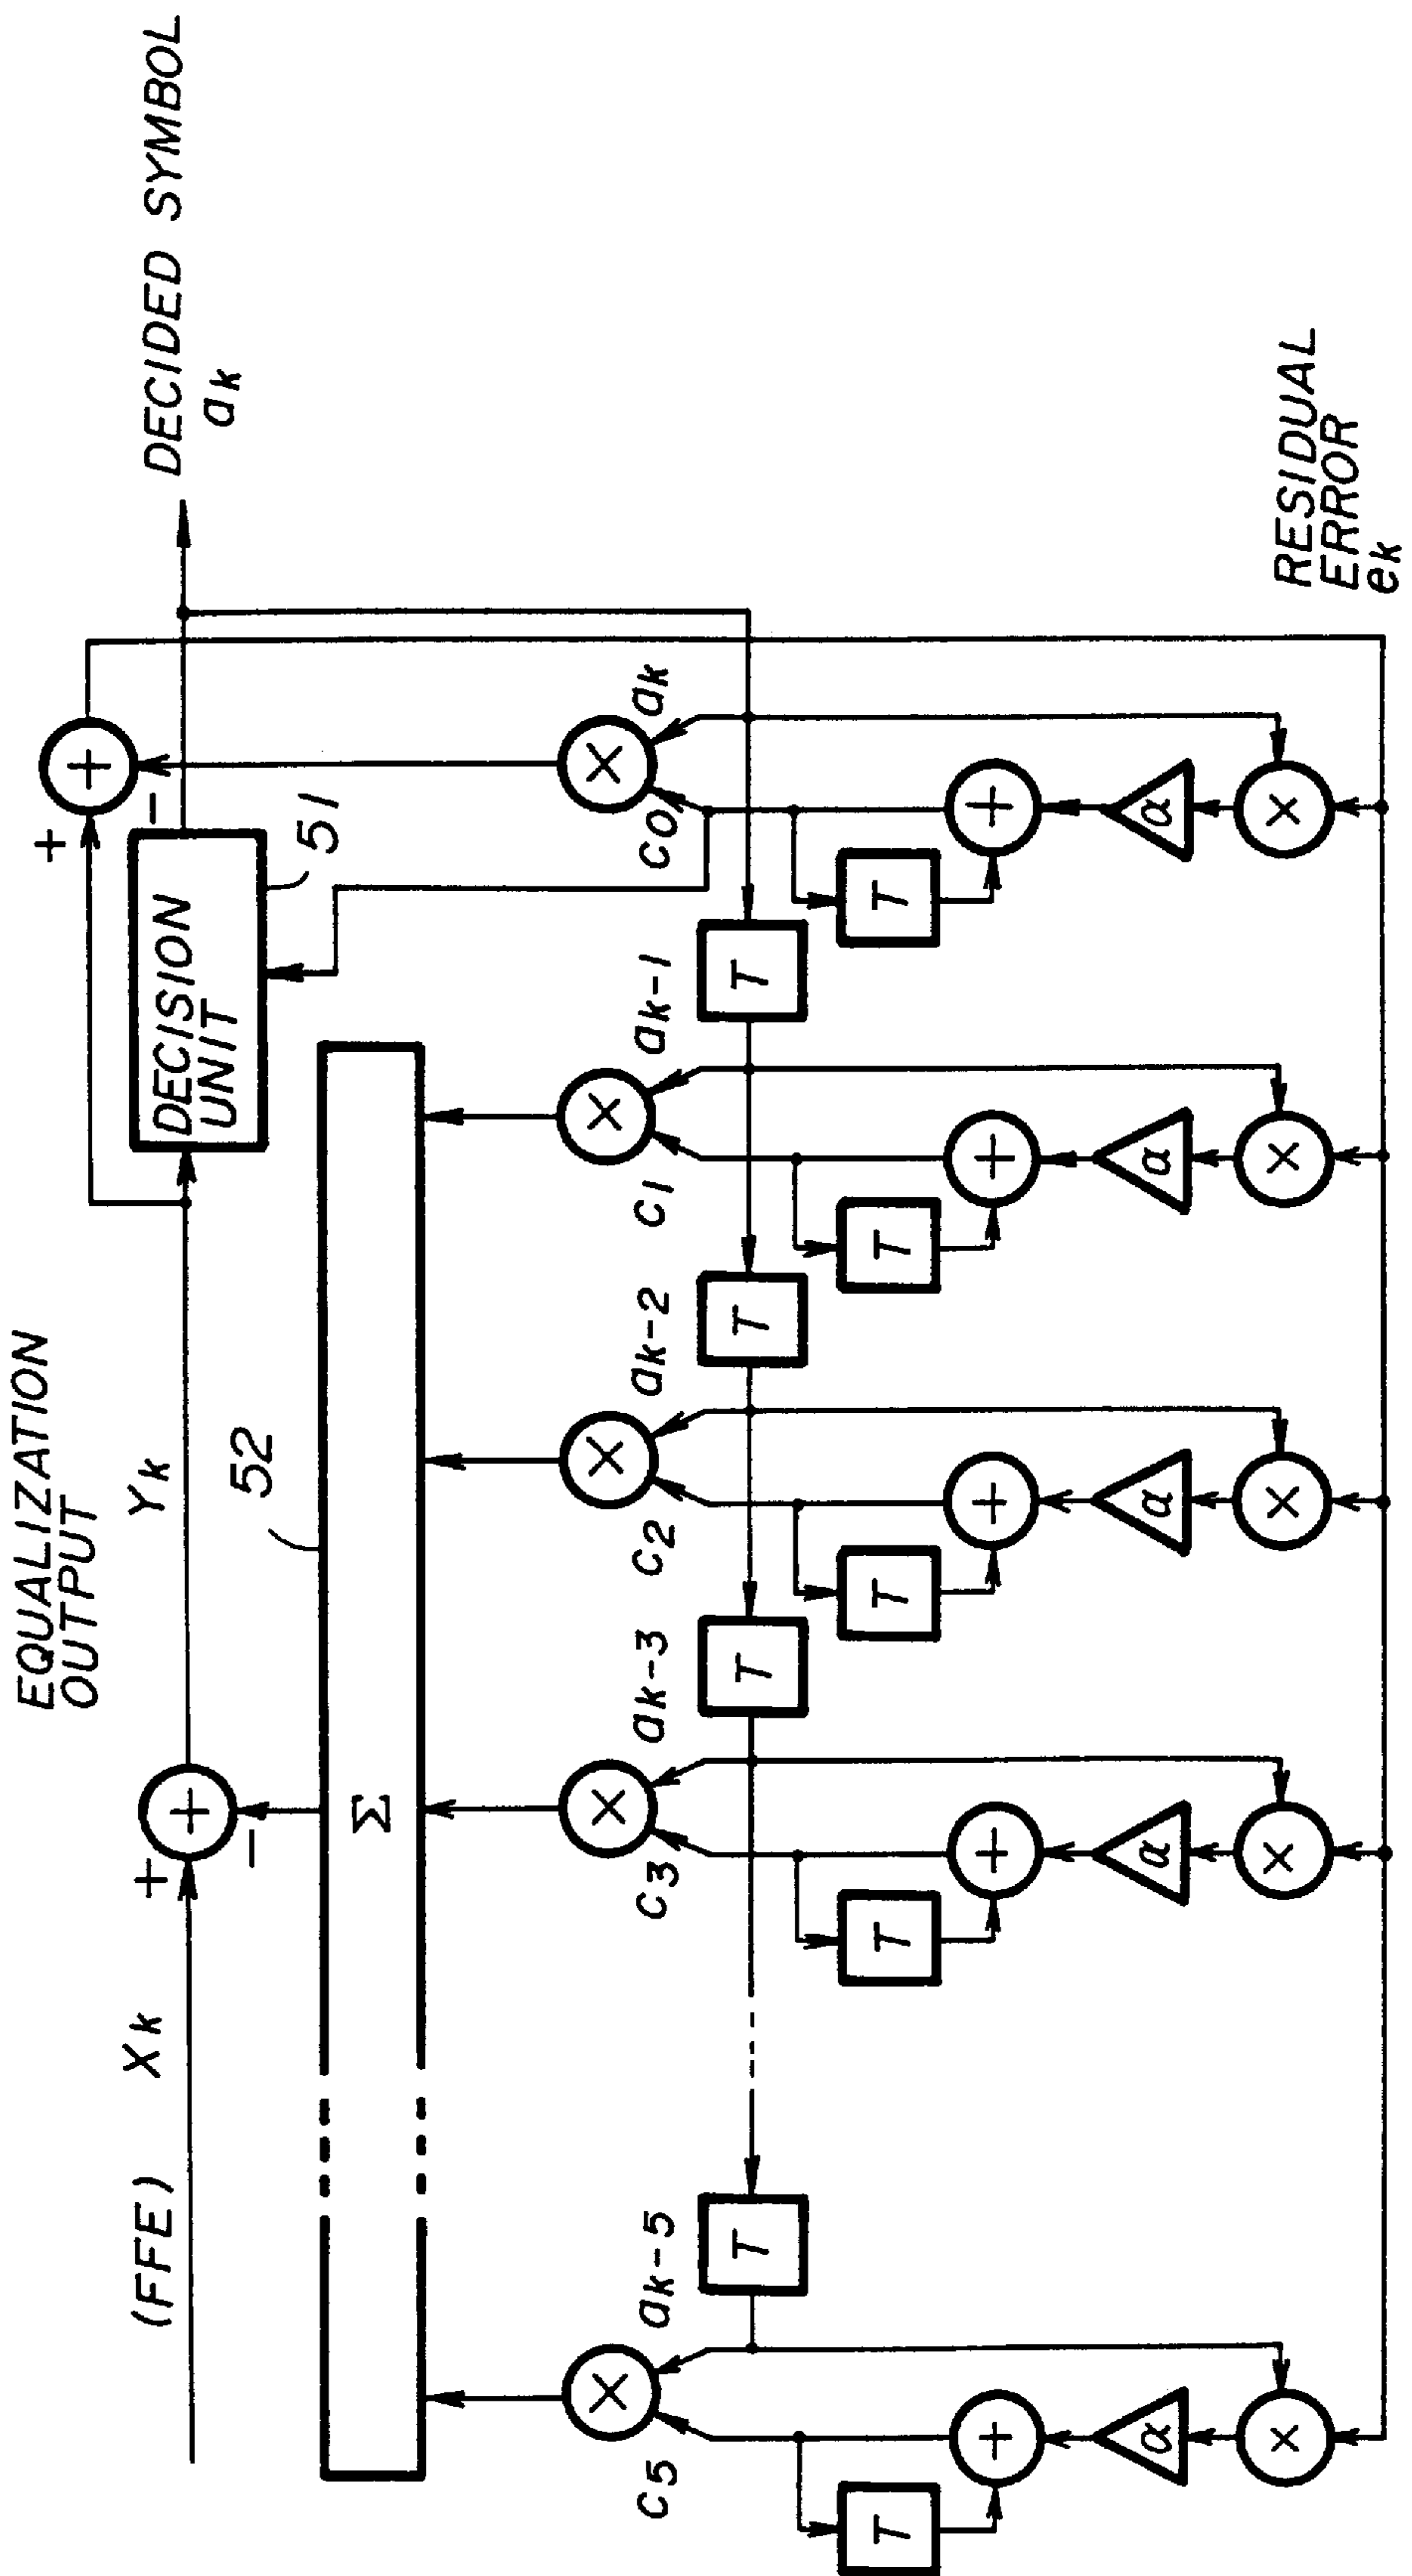 EQUALIZATION
OUTPUT
(FFE) Xk
+
+
−
Yk
+
+
−
DECISION
UNIT
51
DECIDED SYMBOL
ak
52
Σ
×
×
×
×
×
c5
ak-5
c3
ak-3
c2
ak-2
c1
ak-1
c0
ak
T
T
T
T
T
T
T
T
T
+
+
+
+
+
α
α
α
α
α
×
×
×
×
×
RESIDUAL
ERROR
ek